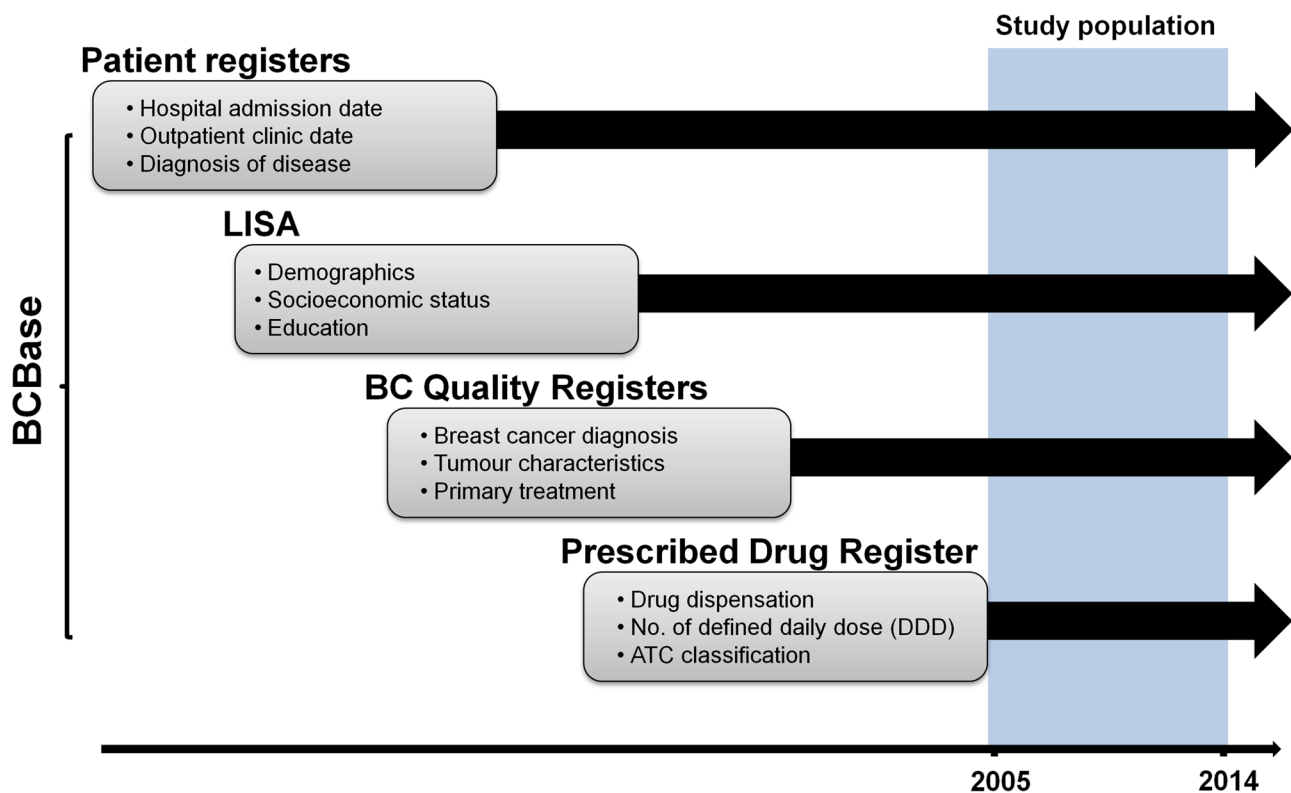 Study population
Patient registers
• Hospital admission date
• Outpatient clinic date
• Diagnosis of disease
LISA
• Demographics
• Socioeconomic status
• Education
BCBase
BC Quality Registers
• Breast cancer diagnosis
• Tumour characteristics
• Primary treatment
Prescribed Drug Register
• Drug dispensation
• No. of defined daily dose (DDD)
• ATC classification
2005
2014